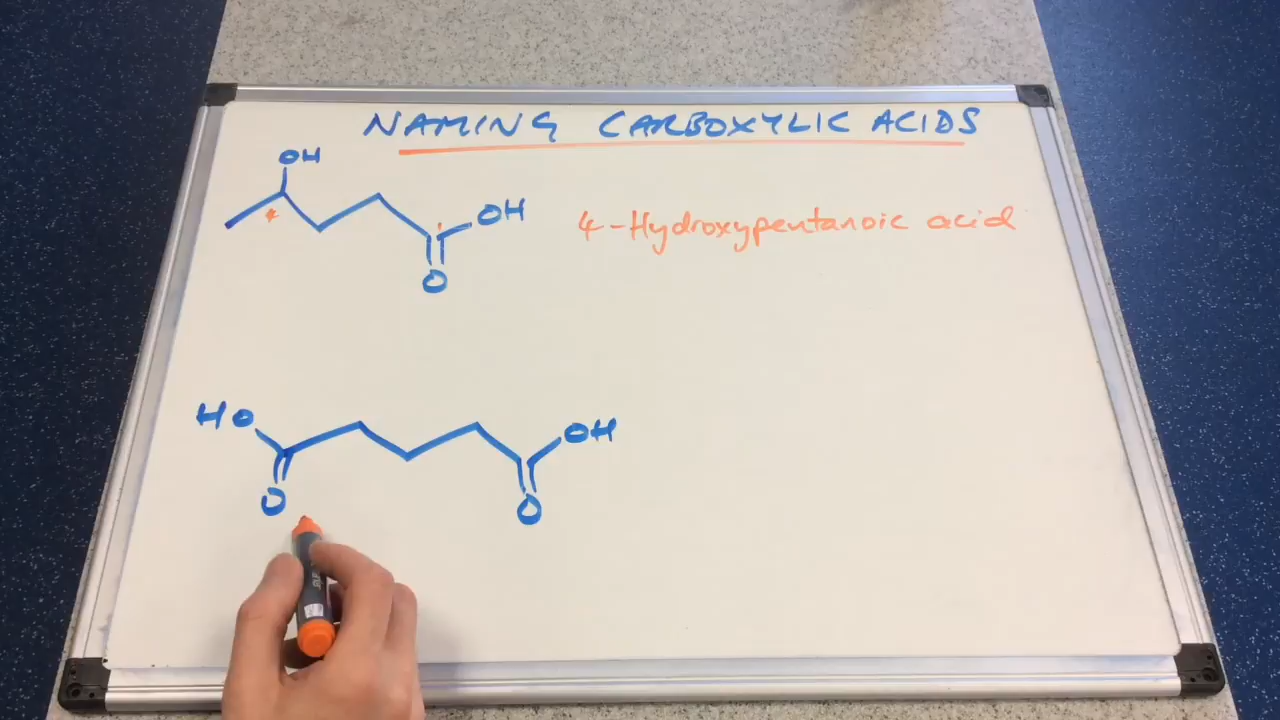 NAMING CARBOXYLIC ACIDS
OH
OH
O
4-Hydroxypentanoic acid
HO
OH
O
O